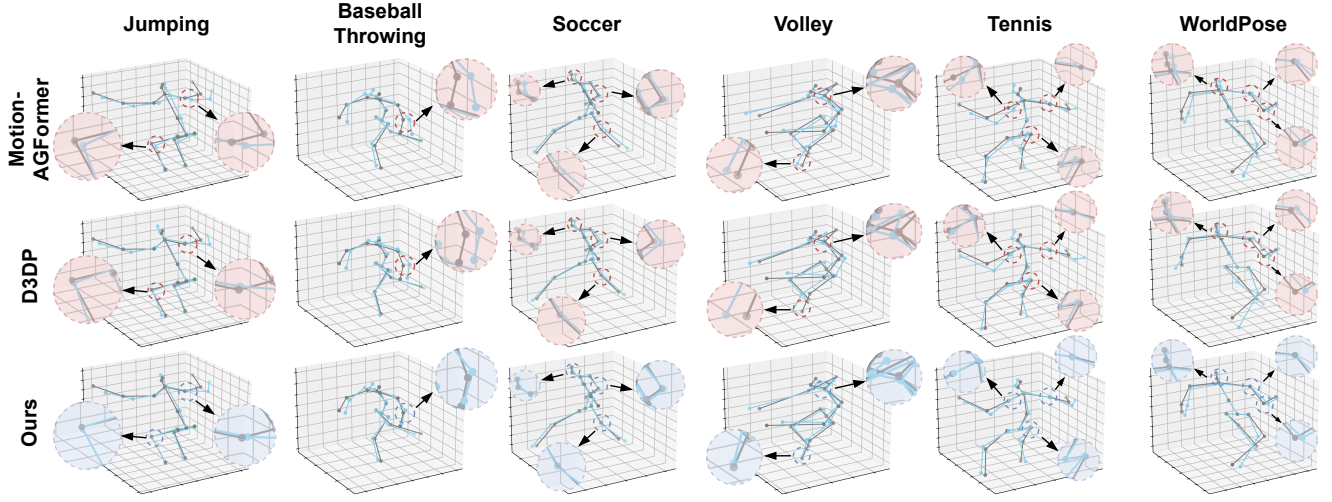 Jumping
Baseball
Throwing
Soccer
Volley
Tennis
WorldPose
Motion-
AGFormer
D3DP
Ours